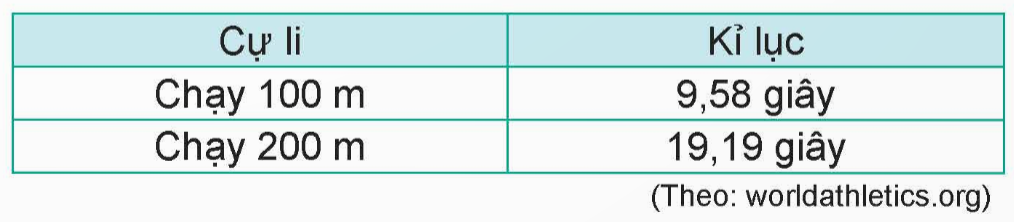 Cự li Kỉ lục
Chạy 100 m 9,58 giây
Chạy 200 m 19,19 giây
(Theo: worldathletics.org)